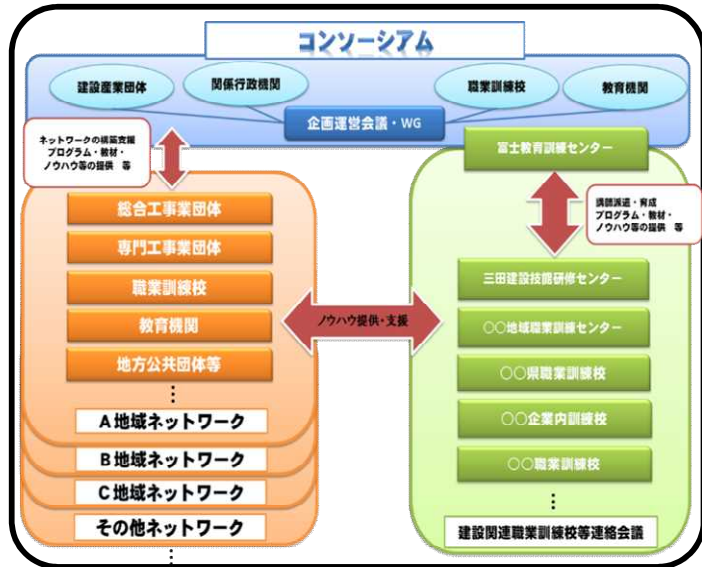 コンソーシアム
建設産業団体
関係行政機関
職業訓練校
教育機関
企画運営会議・WG
ネットワークの構築支援
プログラム・教材・
ノウハウ等の提供 等
富士教育訓練センター
講師派遣・育成
プログラム・教材・
ノウハウ等の提供 等
総合工事業団体
専門工事業団体
職業訓練校
教育機関
地方公共団体等
⋮
A地域ネットワーク
B地域ネットワーク
C地域ネットワーク
その他ネットワーク
⋮
ノウハウ提供・支援
三田建設技能研修センター
○○地域職業訓練センター
○○県職業訓練校
○○企業内訓練校
○○職業訓練校
⋮
建設関連職業訓練校等連絡会議